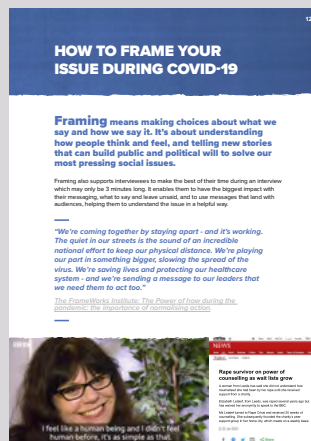 12
HOW TO FRAME YOUR
ISSUE DURING COVID-19
Framing means making choices about what we
say and how we say it. It's about understanding
how people think and feel, and telling new stories
that can build public and political will to solve our
most pressing social issues.
Framing also supports interviewees to make the best of their time during an interview
which may only be 3 minutes long. It enables them to have the biggest impact with
their messaging, what to say and leave unsaid, and to use messages that land with
audiences, helping them to understand the issue in a helpful way.
“We're coming together by staying apart - and it's working.
The quiet in our streets is the sound of an incredible
national effort to keep our physical distance. We're playing
our part in something bigger, slowing the spread of the
virus. We're saving lives and protecting our healthcare
system - and we're sending a message to our leaders that
we need them to act too.”
The FrameWorks Institute: The Power of how during the
pandemic: the importance of normalising action.
BBC
NEWS
Rape survivor on power of
counselling as wait lists grow
I feel like a human being and I didn't feel
human before, it's as simple as that.